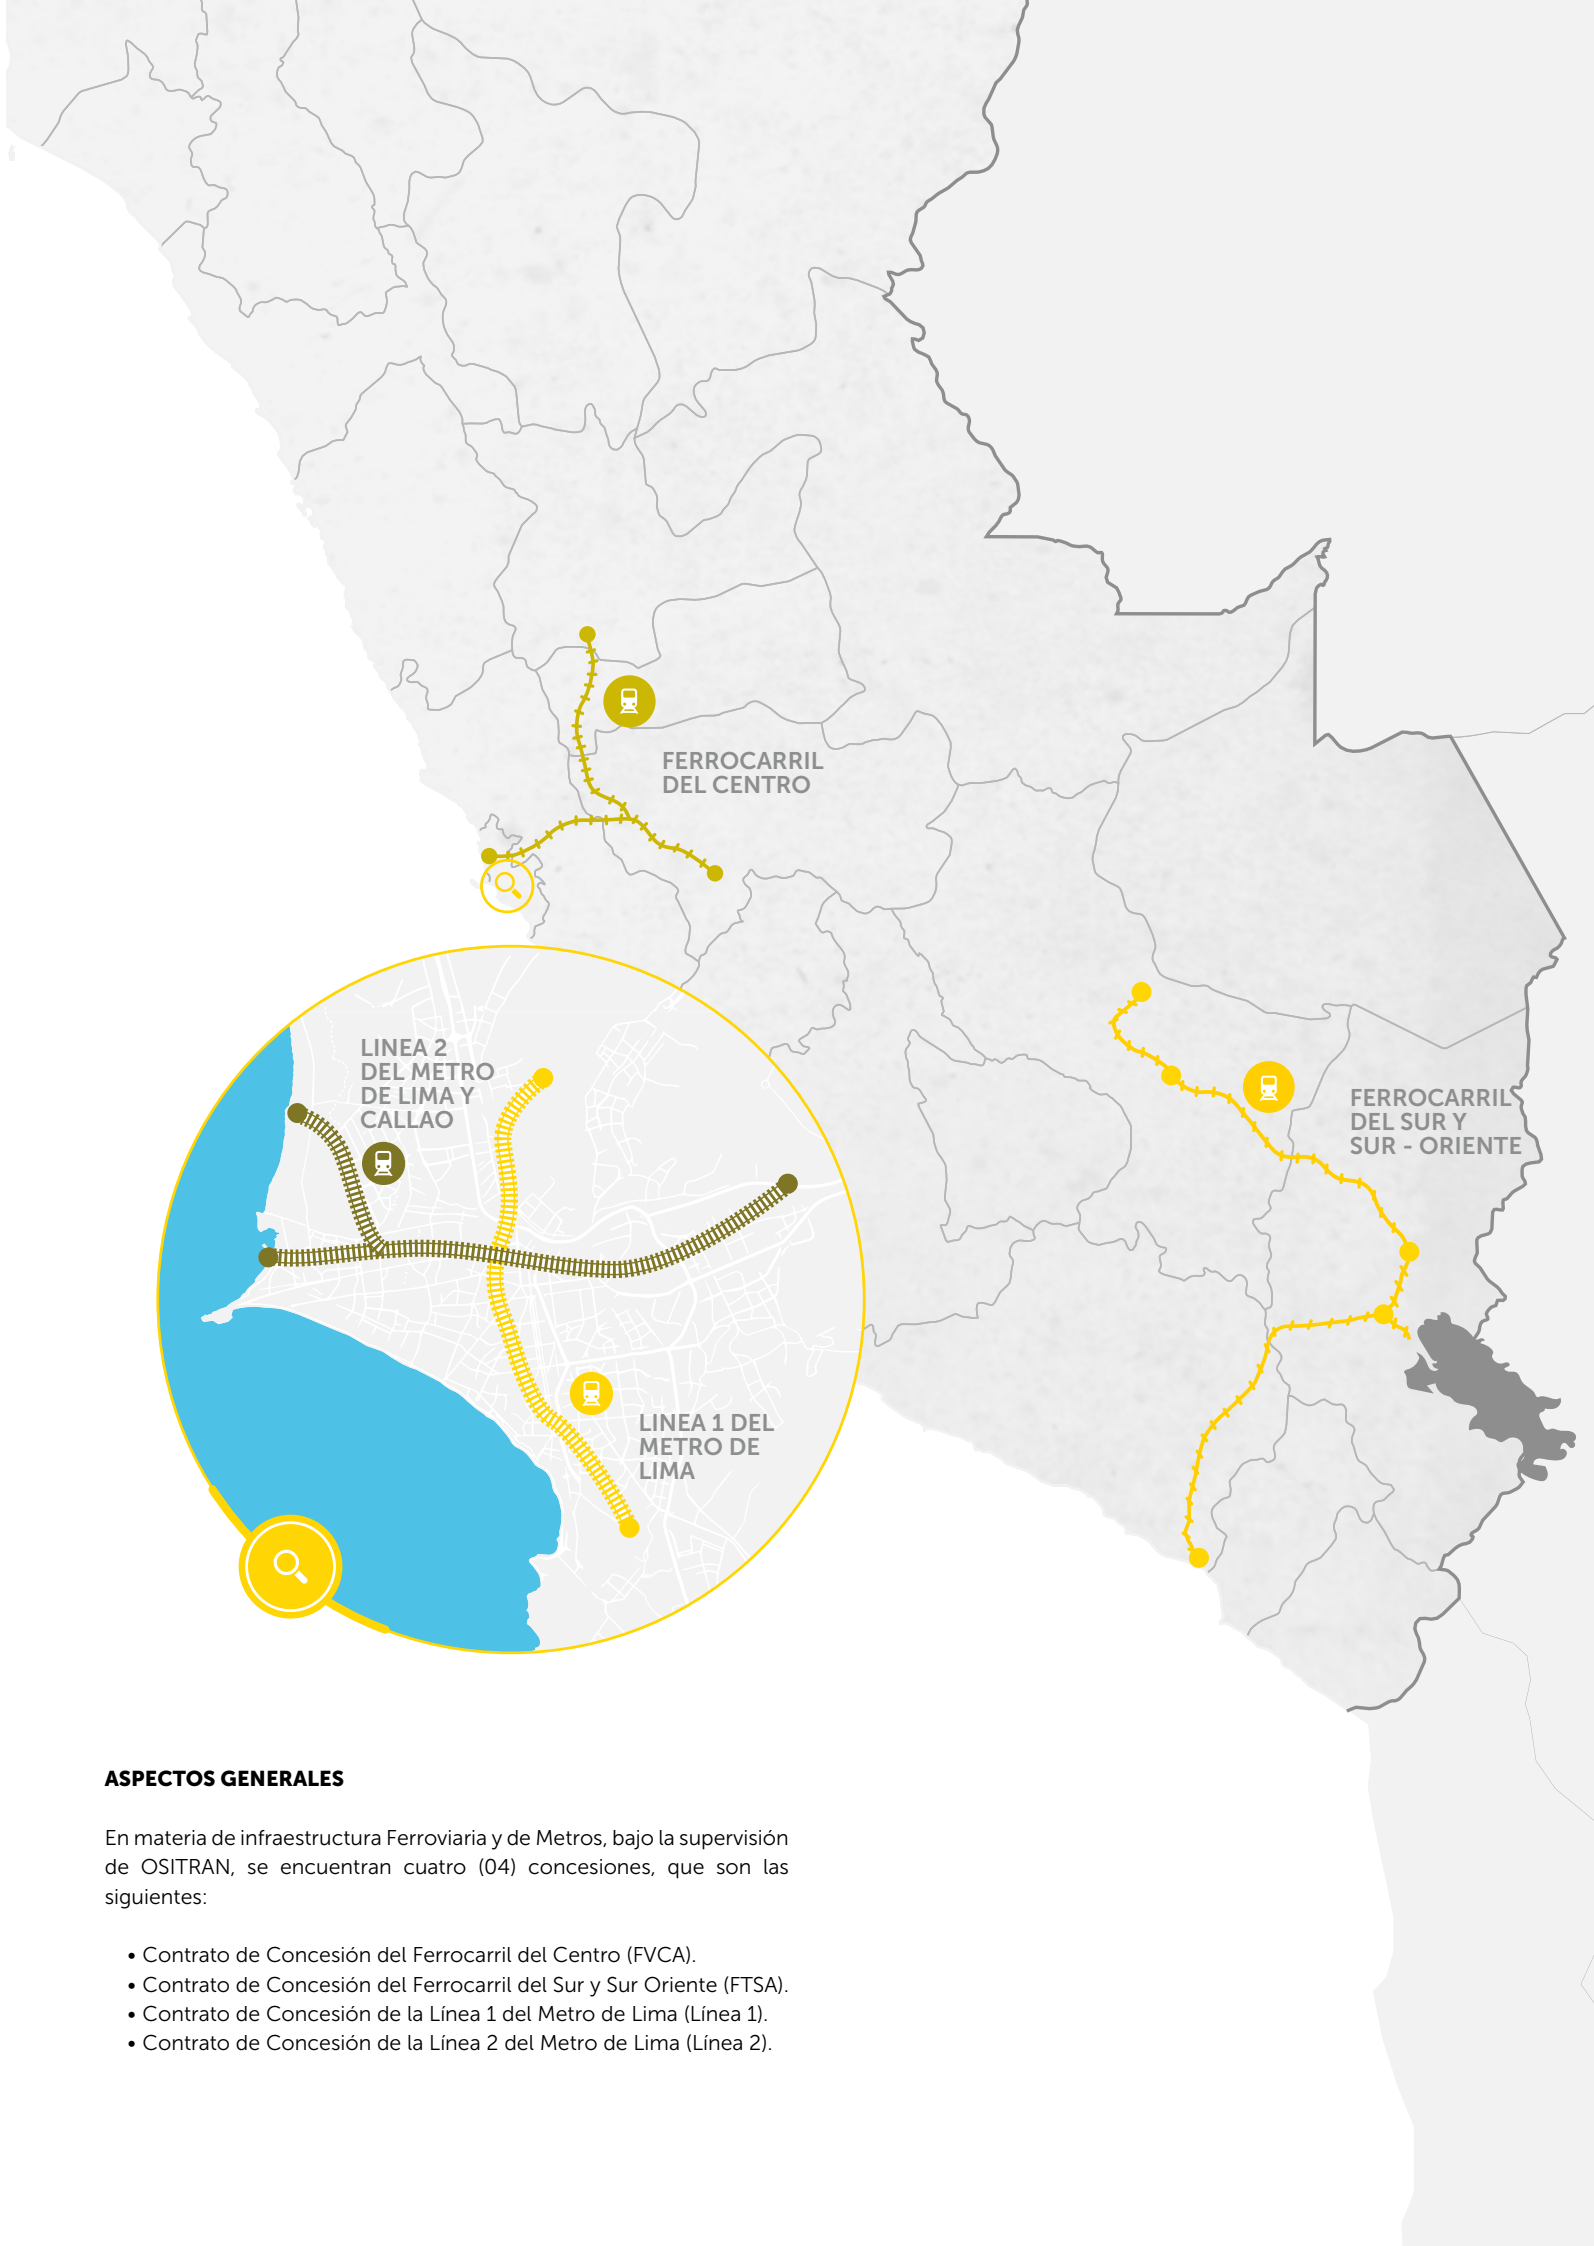 FERROCARRIL
DEL CENTRO
LINEA 2
DEL METRO
DE LIMA Y
CALLAO
FERROCARRIL
DEL SUR Y
SUR - ORIENTE
LINEA 1 DEL
METRO DE
LIMA
ASPECTOS GENERALES
En materia de infraestructura Ferroviaria y de Metros, bajo la supervisión
de OSITRAN, se encuentran cuatro (04) concesiones, que son las
siguientes:
• Contrato de Concesión del Ferrocarril del Centro (FVCA).
• Contrato de Concesión del Ferrocarril del Sur y Sur Oriente (FTSA).
• Contrato de Concesión de la Línea 1 del Metro de Lima (Línea 1).
• Contrato de Concesión de la Línea 2 del Metro de Lima (Línea 2).